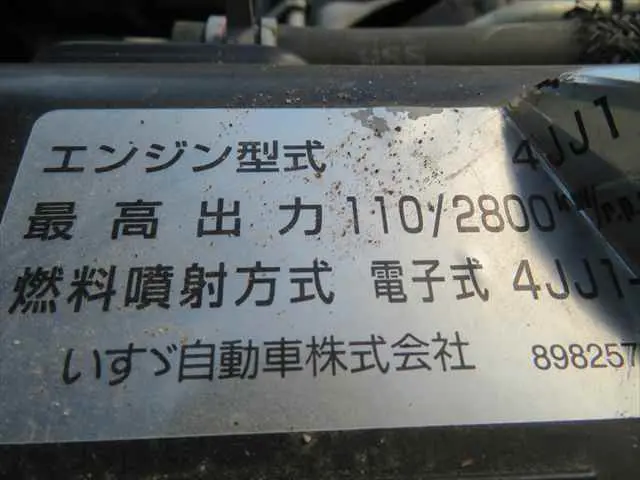 エンジン型式 4JJ1
最高出力 110/2800
燃料噴射方式 電子式 4JJ1-
いすゞ自動車株式会社 898257